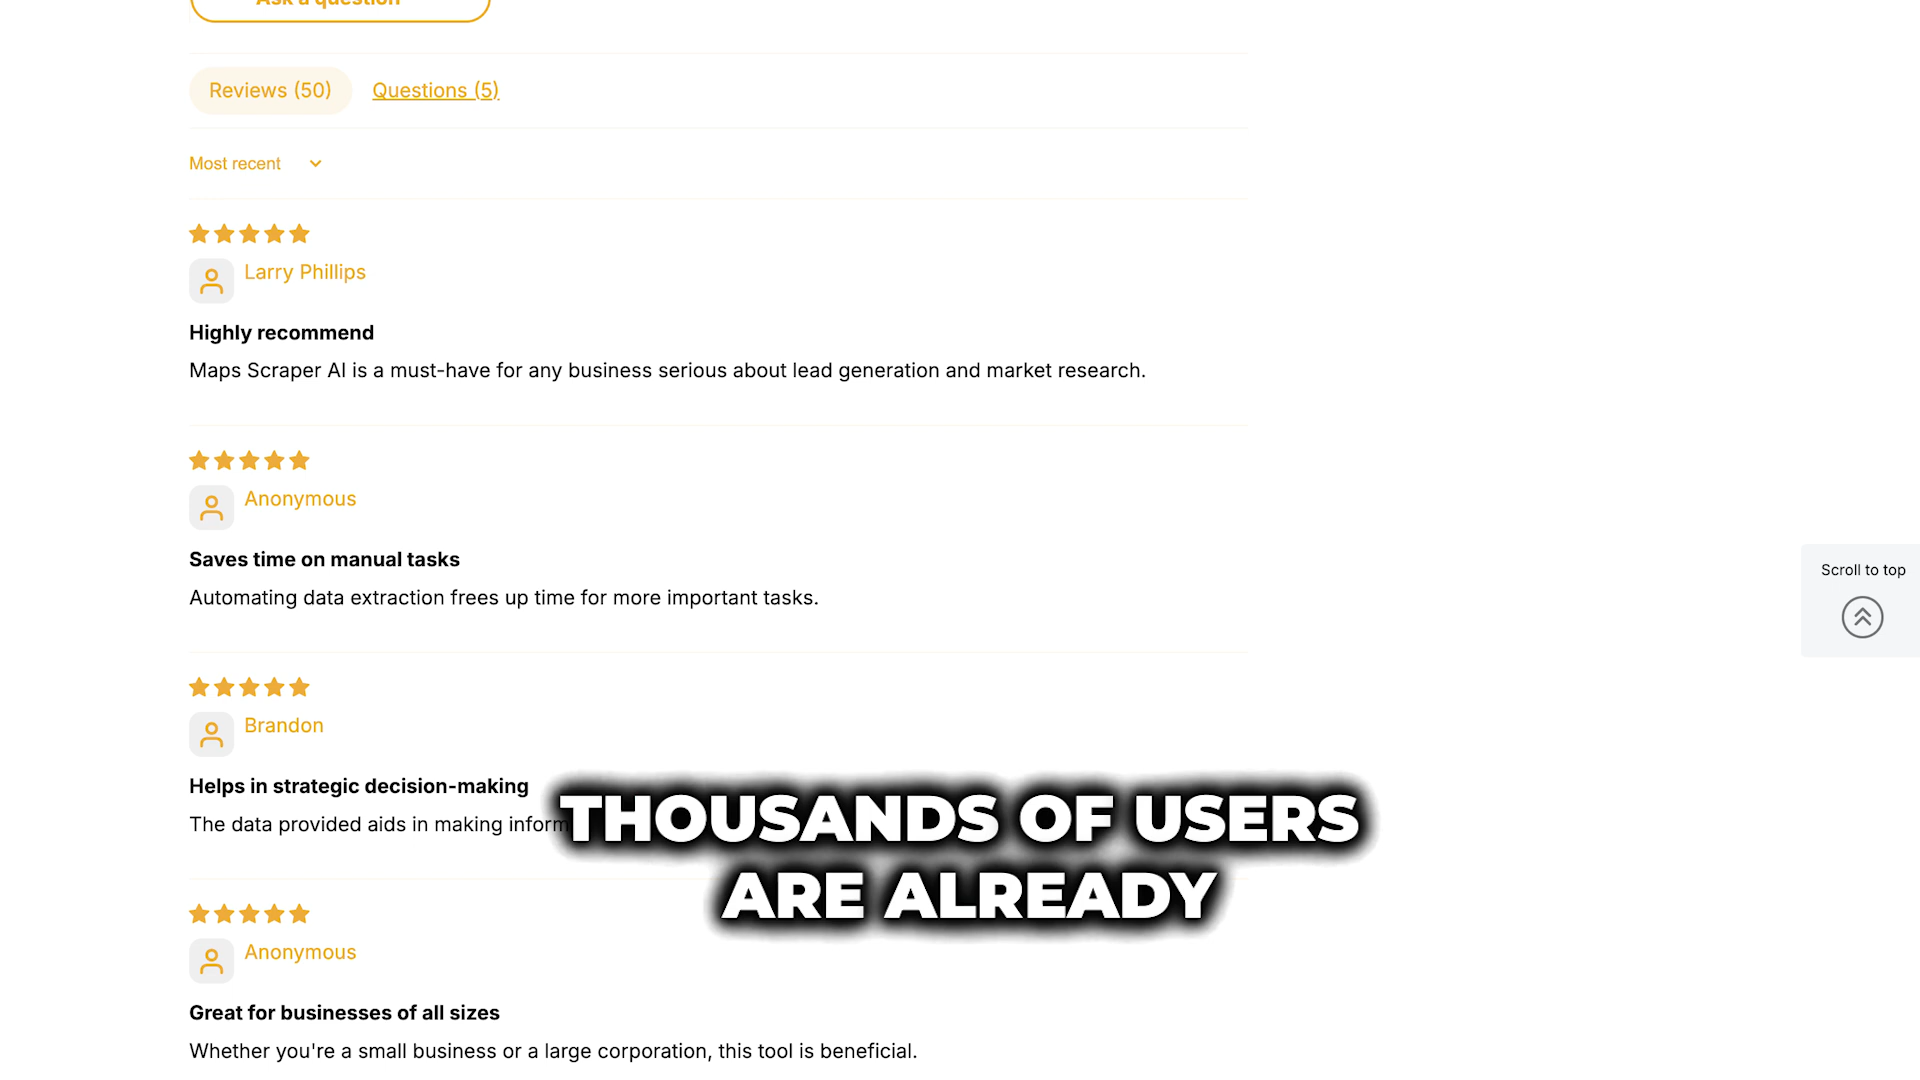 Ask a question
Reviews (50) Questions (5)
Most recent
Larry Phillips
Highly recommend
Maps Scraper AI is a must-have for any business serious about lead generation and market research.
Anonymous
Saves time on manual tasks
Automating data extraction frees up time for more important tasks.
Scroll to top
Brandon
Helps in strategic decision-making
The data provided aids in making
THOUSANDS OF USERS
ARE ALREADY
Anonymous
Great for businesses of all sizes
Whether you're a small business or a large corporation, this tool is beneficial.